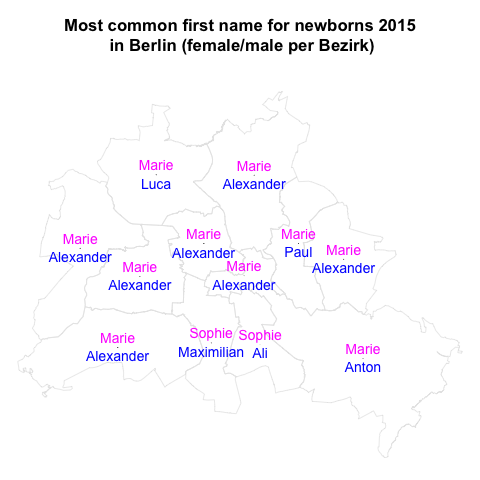 Most common first name for newborns 2015
in Berlin (female/male per Bezirk)
Marie
Luca
Marie
Alexander
Marie
Alexander
Marie
Alexander
Marie
Paul
Marie
Alexander
Marie
Alexander
Marie
Alexander
Marie
Alexander
Sophie
Maximilian
Sophie
Ali
Marie
Anton